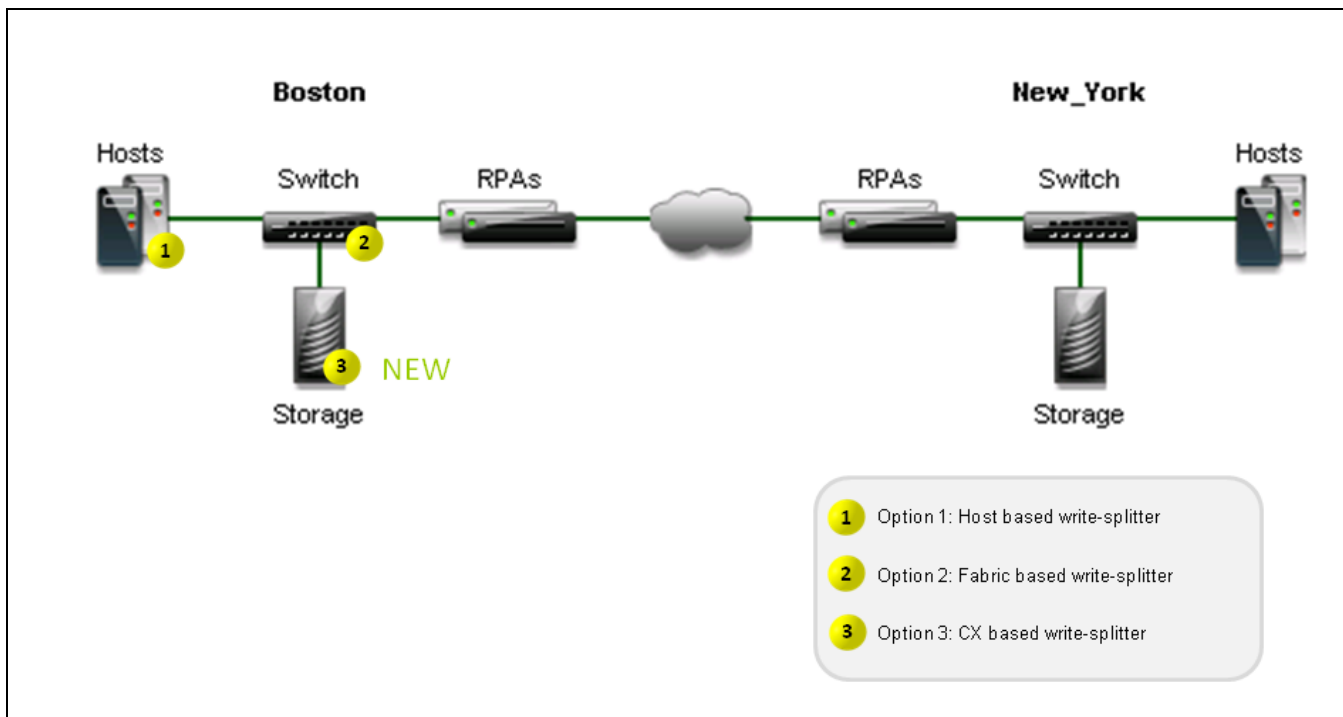 Boston
New_York
Hosts
Switch
RPAs
RPAs
Switch
Hosts
1
2
3
NEW
Storage
Storage
1 Option 1: Host based write-splitter
2 Option 2: Fabric based write-splitter
3 Option 3: CX based write-splitter